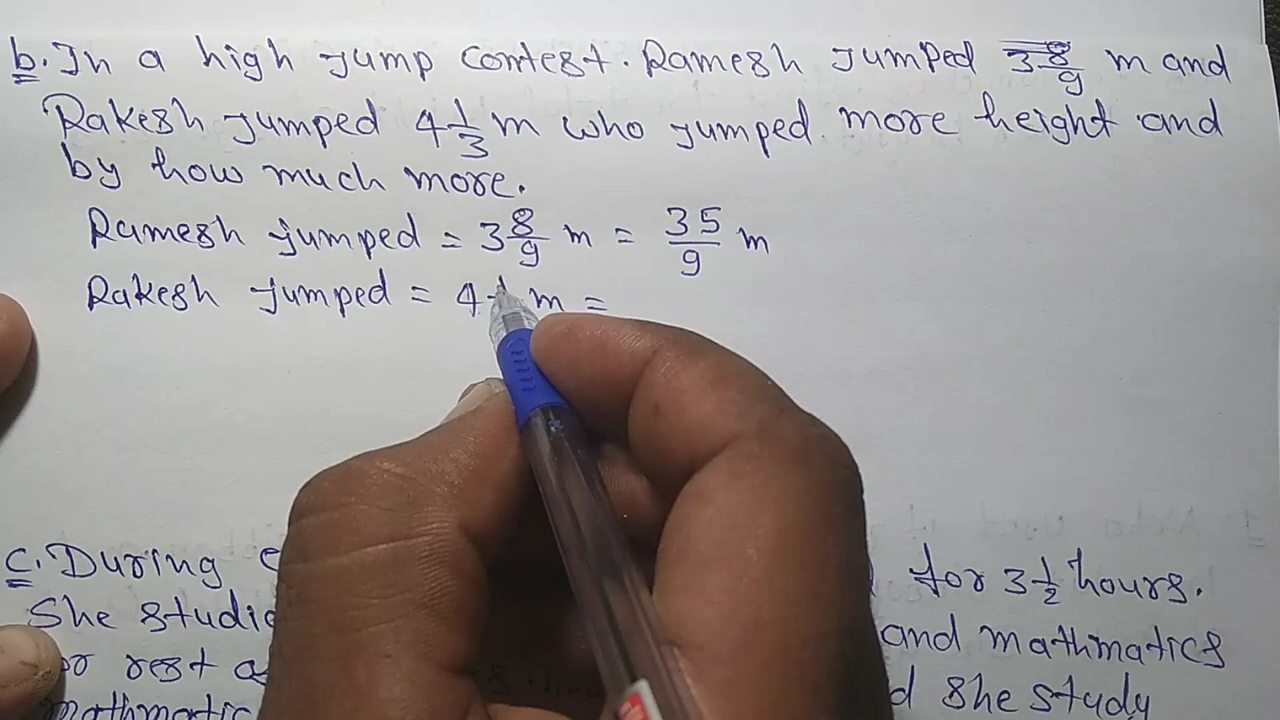 b. In a high jump contest. Ramesh jumped 3 8/9 m and
Rakesh jumped 4 1/3 m who jumped more height and
by how much more.
Ramesh jumped = 3 8/9 m = 35/9 m
Rakesh jumped = 4 m =
c. During for 3 1/2 hours.
She and mathmatics
rest she study